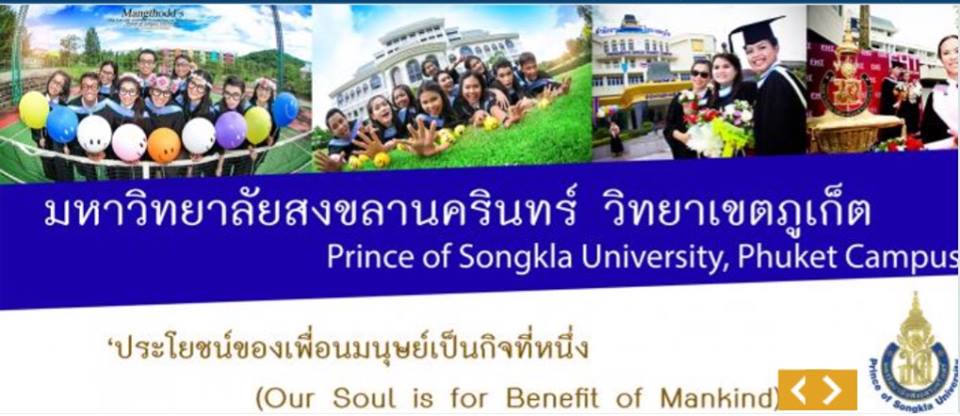 Mangthodd's
มหาวิทยาลัยสงขลานครินทร์ วิทยาเขตภูเก็ต
Prince of Songkla University, Phuket Campus
'ประโยชน์ของเพื่อนมนุษย์เป็นกิจที่หนึ่ง
(Our Soul is for Benefit of Mankind)
Prince of Songkla Univers